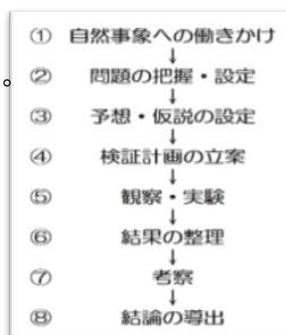 ① 自然事象への働きかけ
↓
② 問題の把握・設定
↓
③ 予想・仮説の設定
↓
④ 検証計画の立案
↓
⑤ 観察・実験
↓
⑥ 結果の整理
↓
⑦ 考察
↓
⑧ 結論の導出